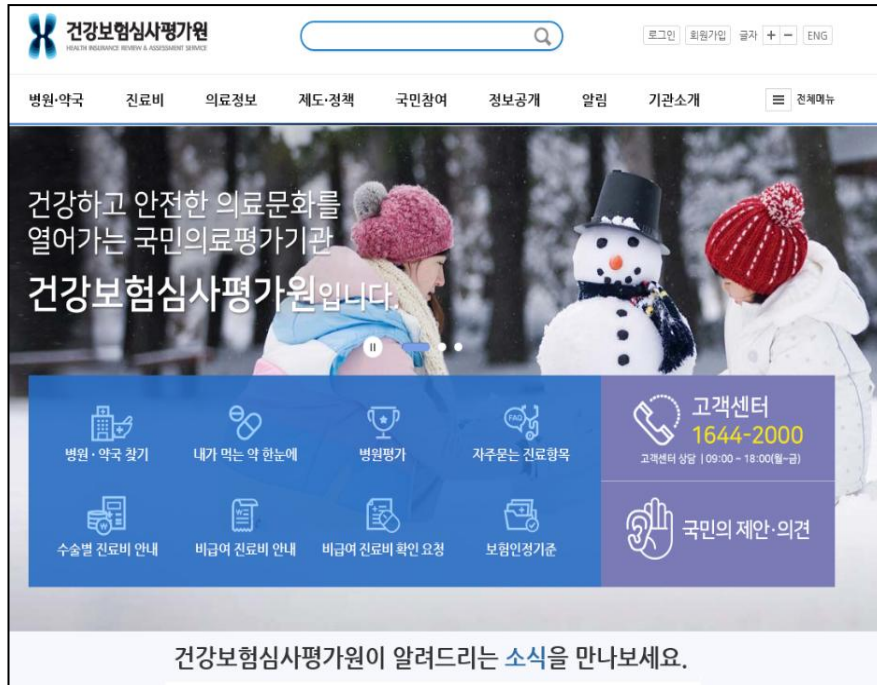 건강보험심사평가원
HEALTH INSURANCE REVIEW & ASSESSMENT SERVICE
로그인 회원가입 글자 + − ENG
병원·약국 진료비 의료정보 제도·정책 국민참여 정보공개 알림 기관소개 전체메뉴
건강하고 안전한 의료문화를
열어가는 국민의료평가기관
건강보험심사평가원입니다.
병원·약국 찾기 내가 먹는 약 한눈에 병원평가 FAQ 자주묻는 진료항목
수술별 진료비 안내 비급여 진료비 안내 비급여 진료비 확인 요청 보험인정기준
고객센터
1644-2000
고객센터 상담 | 09:00 ~ 18:00(월~금)
국민의 제안·의견
건강보험심사평가원이 알려드리는 소식을 만나보세요.